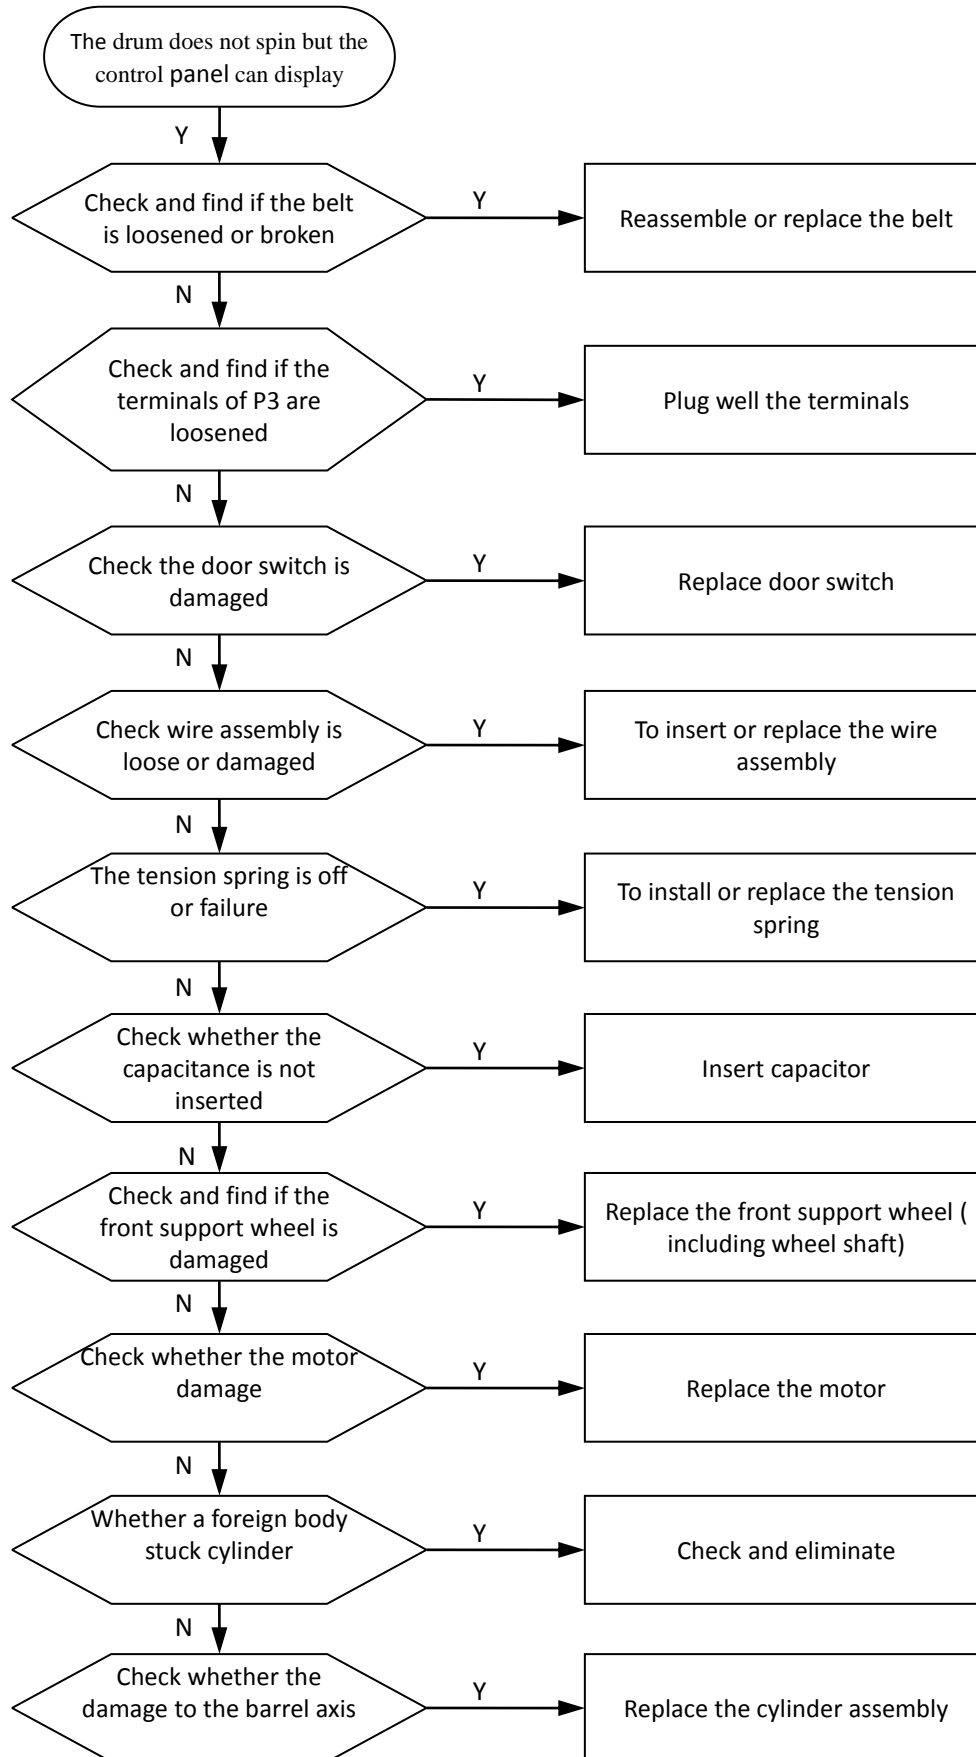 The drum does not spin but the
control panel can display
Y
Check and find if the belt
is loosened or broken
Y
Reassemble or replace the belt
N
Check and find if the
terminals of P3 are
loosened
Y
Plug well the terminals
N
Check the door switch is
damaged
Y
Replace door switch
N
Check wire assembly is
loose or damaged
Y
To insert or replace the wire
assembly
N
The tension spring is off
or failure
Y
To install or replace the tension
spring
N
Check whether the
capacitance is not
inserted
Y
Insert capacitor
N
Check and find if the
front support wheel is
damaged
Y
Replace the front support wheel (
including wheel shaft)
N
Check whether the motor
damage
Y
Replace the motor
N
Whether a foreign body
stuck cylinder
Y
Check and eliminate
N
Check whether the
damage to the barrel axis
Y
Replace the cylinder assembly